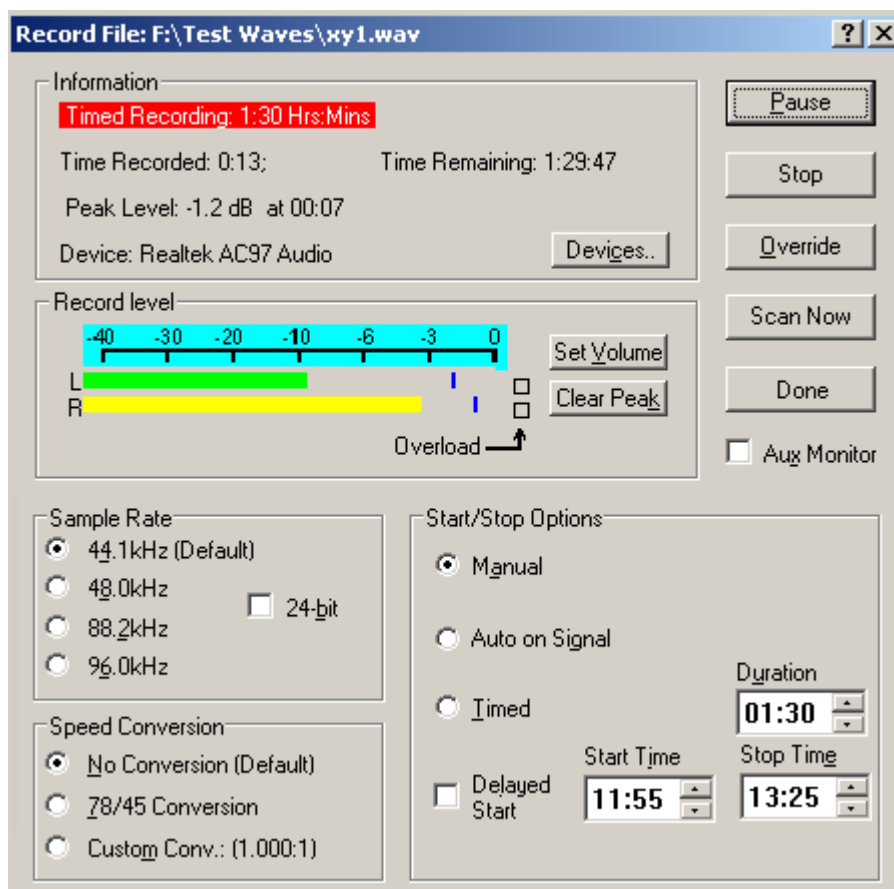 Record File: F:\Test Waves\xy1.wav
Information
Timed Recording: 1:30 Hrs:Mins
Time Recorded: 0:13; Time Remaining: 1:29:47
Peak Level: -1.2 dB at 00:07
Device: Realtek AC97 Audio
Devices..
Pause
Stop
Override
Scan Now
Done
Aux Monitor
Record level
-40 -30 -20 -10 -6 -3 0
L
R
Overload
Set Volume
Clear Peak
Sample Rate
44.1kHz (Default)
48.0kHz
88.2kHz
96.0kHz
24-bit
Speed Conversion
No Conversion (Default)
78/45 Conversion
Custom Conv.: (1.000:1)
Start/Stop Options
Manual
Auto on Signal
Timed
Duration
01:30
Delayed
Start
Start Time
11:55
Stop Time
13:25